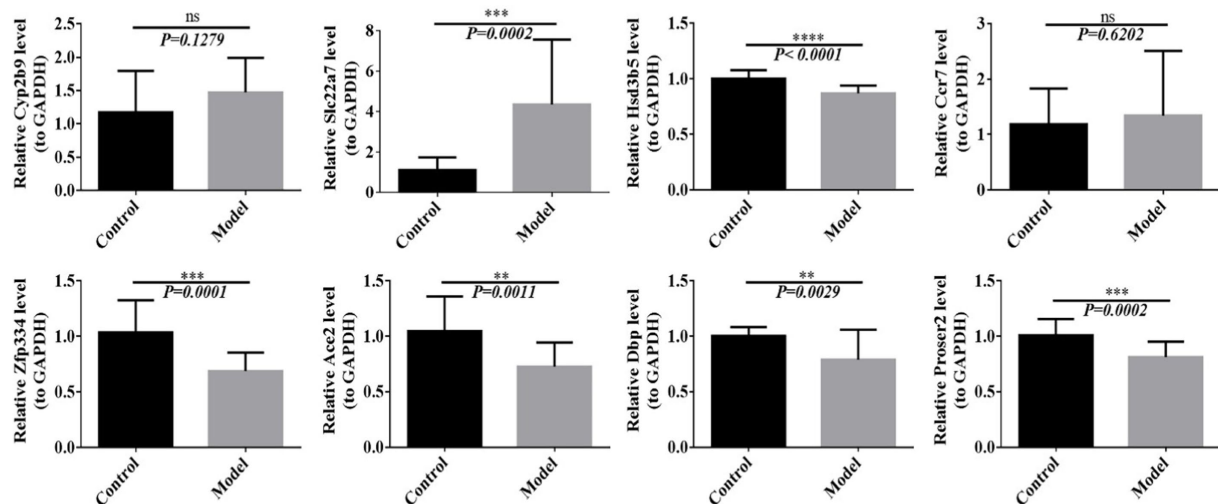 Relative Cyp2b9 level
(to GAPDH)
2.5
2.0
1.5
1.0
0.5
0.0
ns
P=0.1279
Control
Model
Relative Slc22a7 level
(to GAPDH)
8
6
4
2
0
***
P=0.0002
Control
Model
Relative Hsd3b5 level
(to GAPDH)
1.5
1.0
0.5
0.0
****
P< 0.0001
Control
Model
Relative Ccr7 level
(to GAPDH)
3
2
1
0
ns
P=0.6202
Control
Model
Relative Zfp334 level
(to GAPDH)
1.5
1.0
0.5
0.0
***
P=0.0001
Control
Model
Relative Ace2 level
(to GAPDH)
1.5
1.0
0.5
0.0
**
P=0.0011
Control
Model
Relative Dbp level
(to GAPDH)
1.5
1.0
0.5
0.0
**
P=0.0029
Control
Model
Relative Proser2 level
(to GAPDH)
1.5
1.0
0.5
0.0
***
P=0.0002
Control
Model